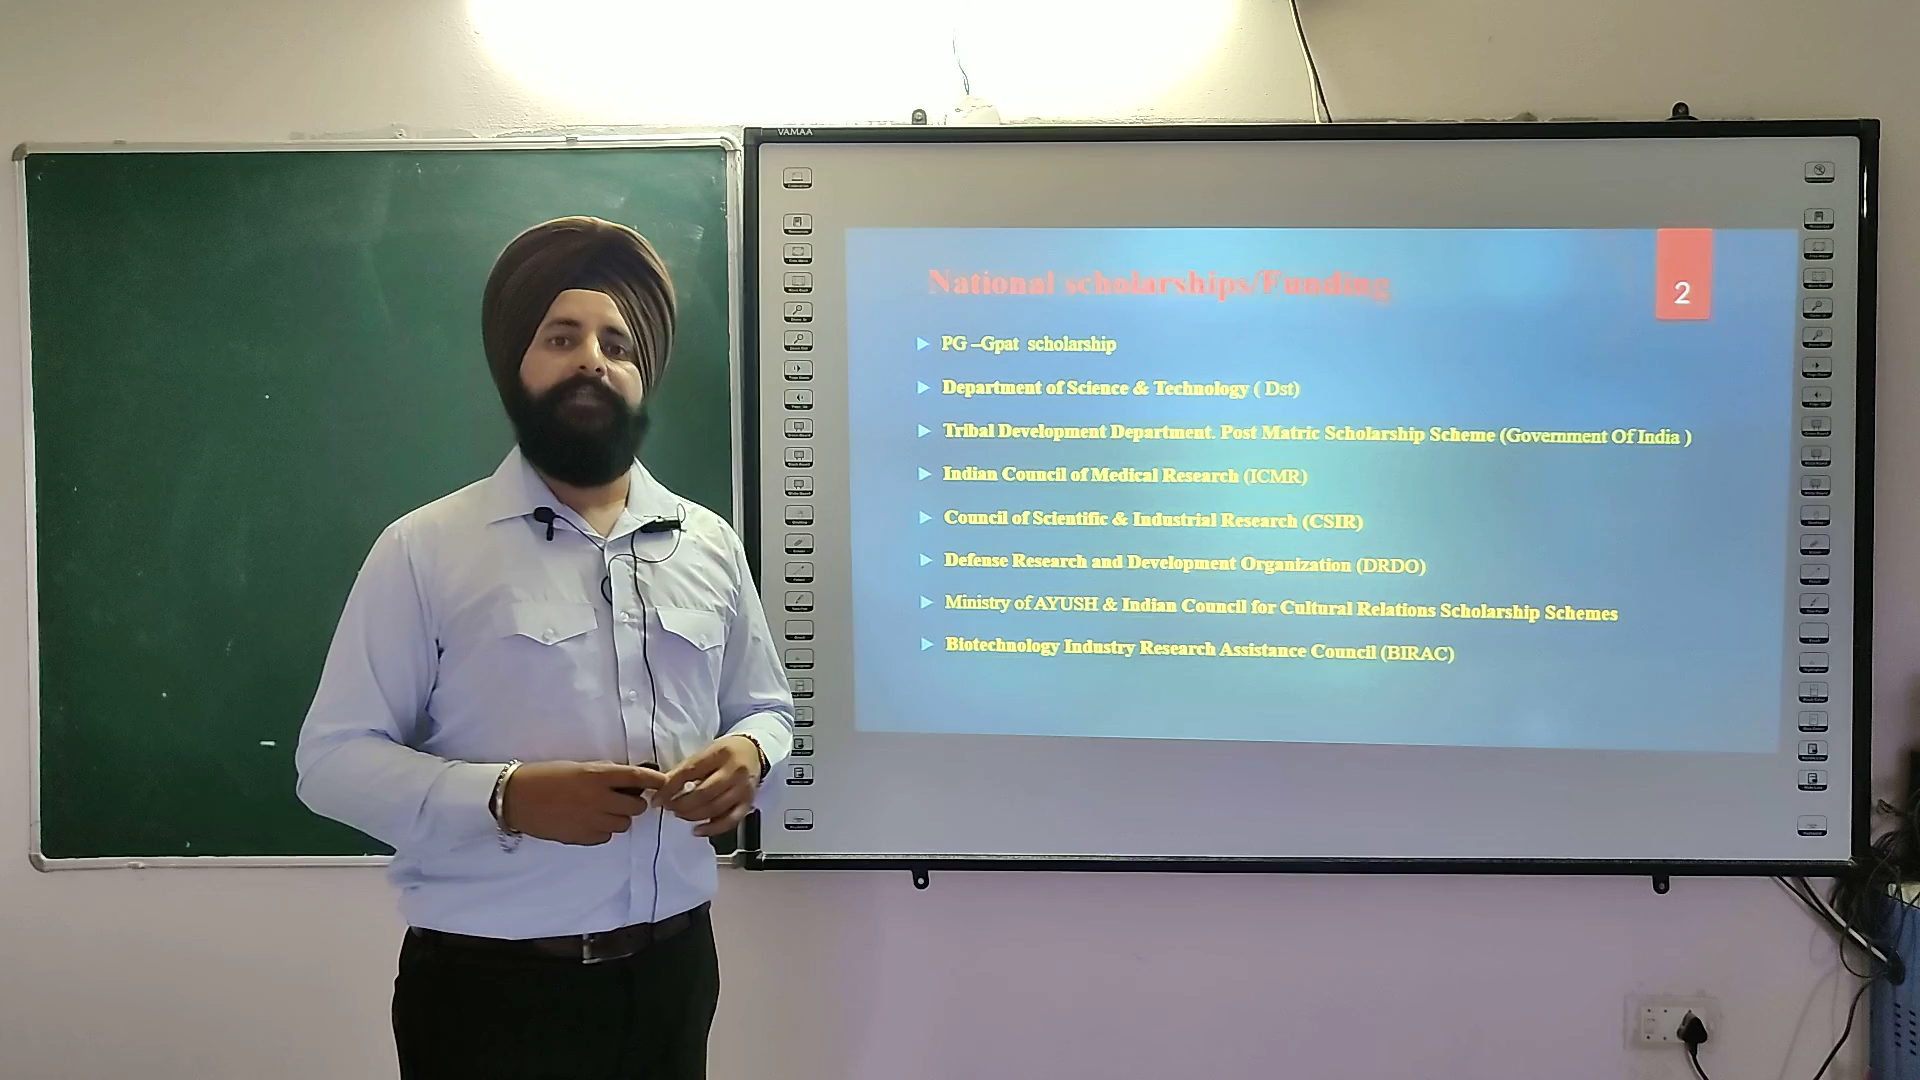 VAMAA
National scholarships/Funding
2
PG –Gpat scholarship
Department of Science & Technology ( Dst)
Tribal Development Department. Post Matric Scholarship Scheme (Government Of India )
Indian Council of Medical Research (ICMR)
Council of Scientific & Industrial Research (CSIR)
Defense Research and Development Organization (DRDO)
Ministry of AYUSH & Indian Council for Cultural Relations Scholarship Schemes
Biotechnology Industry Research Assistance Council (BIRAC)